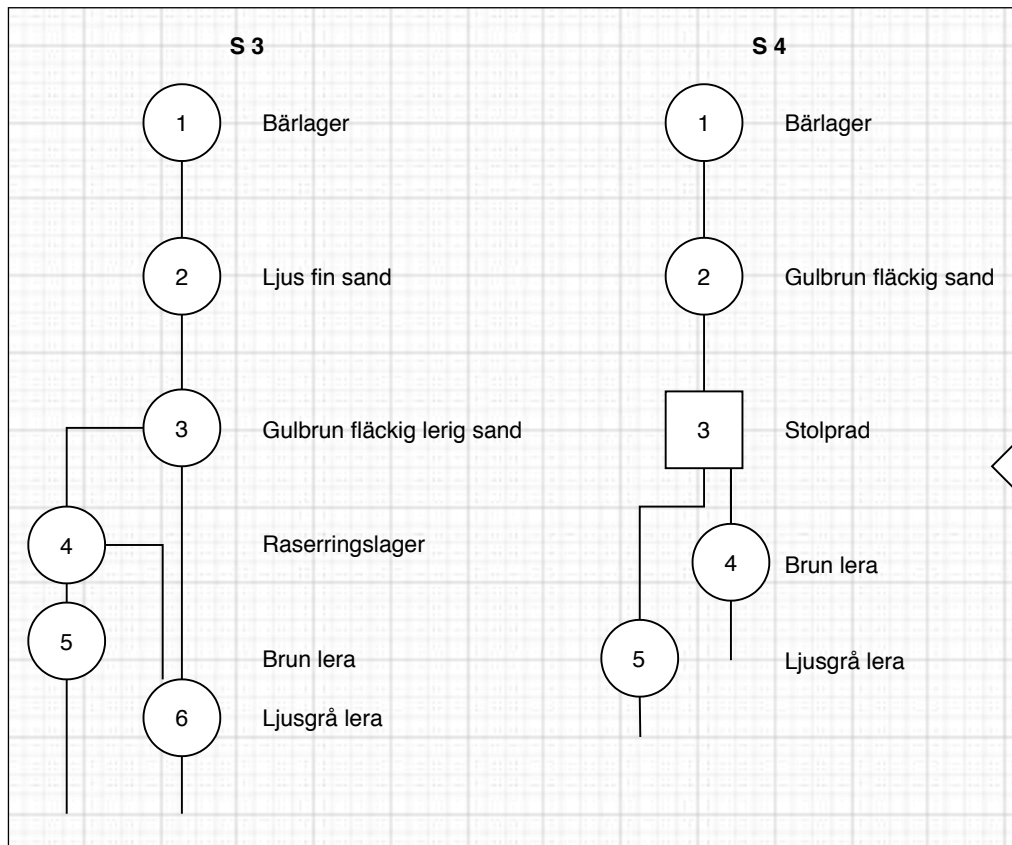 S 3
1 Bärlager
2 Ljus fin sand
3 Gulbrun fläckig lerig sand
4 Raserringslager
5 Brun lera
6 Ljusgrå lera
S 4
1 Bärlager
2 Gulbrun fläckig sand
3 Stolprad
4 Brun lera
5 Ljusgrå lera